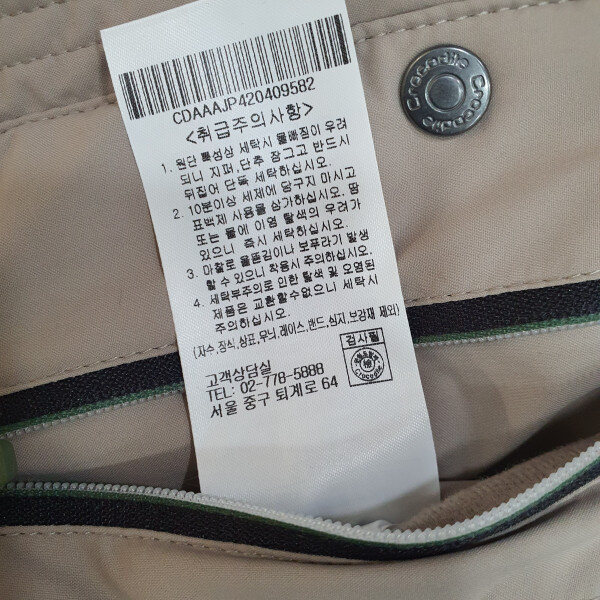 CDAAAJP420409582
<취급주의사항>
1. 원단 특성상 세탁시 물빠짐이 우려
되니 지퍼,단추 잠그고 반드시
뒤집어 단독 세탁하십시오.
2. 10분이상 세제에 담구지 마시고
표백제 사용을 삼가하십시오. 땀
또는 물에 이염 탈색의 우려가
있으니 즉시 세탁하십시오.
3. 마찰로 올뜯김이나 보푸라기 발생
할 수 있으니 착용시 주의하십시오.
4. 세탁부주의로 인한 탈색 및 오염된
제품은 교환할수없으니 세탁시
주의하십시오.
(자수,장식,상표,무늬,레이스,밴드,심지,보강재 제외)
검사필
Crocodile
고객상담실
TEL: 02-778-5888
서울 중구 퇴계로 64
Crocodile
Crocodile